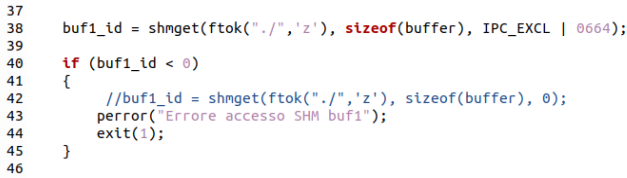 37
38 buf1_id = shmget(ftok("./",'z'), sizeof(buffer), IPC_EXCL | 0664);
39
40 if (buf1_id < 0)
41 {
42 //buf1_id = shmget(ftok("./",'z'), sizeof(buffer), 0);
43 perror("Errore accesso SHM buf1");
44 exit(1);
45 }
46